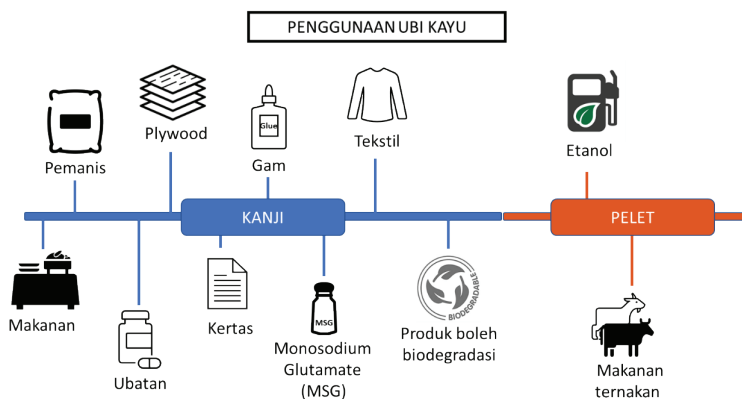 PENGGUNAAN UBI KAYU
Pemanis
Plywood
Glue
Gam
Tekstil
Etanol
KANJI
PELET
Makanan
Ubatan
Kertas
MSG
Monosodium
Glutamate
(MSG)
BIODEGRADABLE
Produk boleh
biodegradasi
Makanan
ternakan